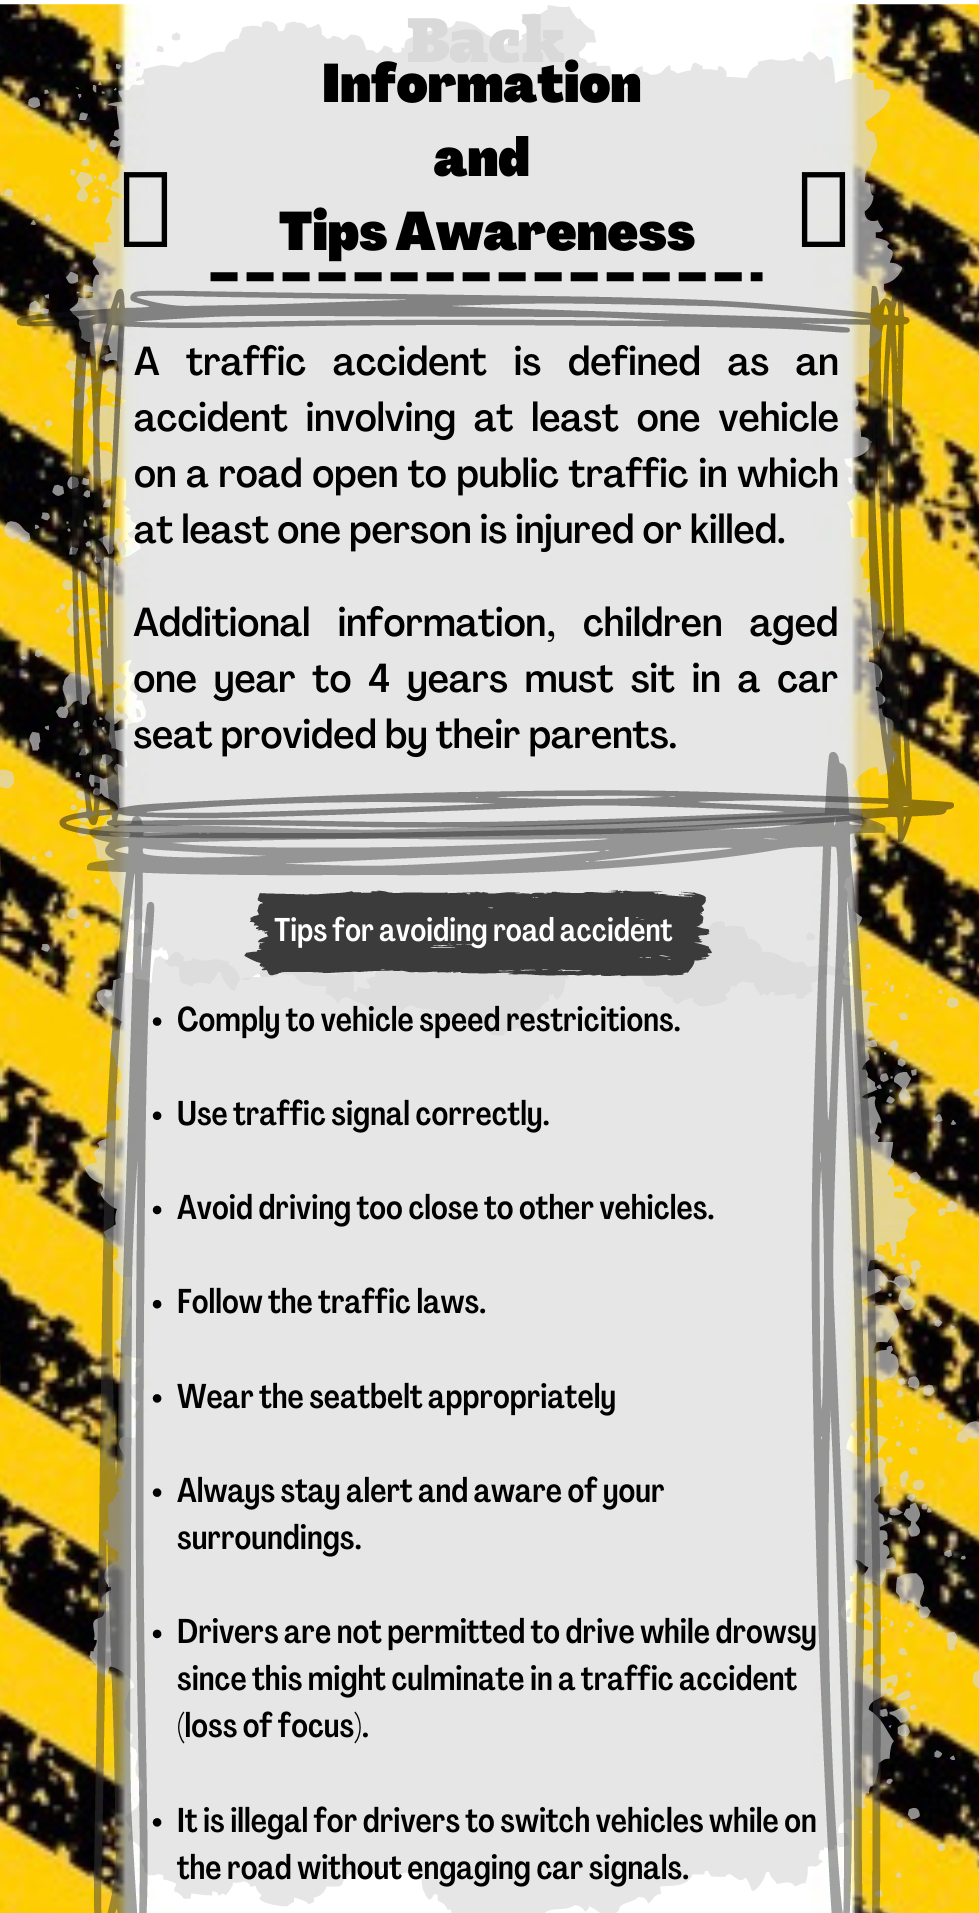 Back
Information
and
Tips Awareness
A traffic accident is defined as an
accident involving at least one vehicle
on a road open to public traffic in which
at least one person is injured or killed.
Additional information, children aged
one year to 4 years must sit in a car
seat provided by their parents.
Tips for avoiding road accident
• Comply to vehicle speed restricitions.
• Use traffic signal correctly.
• Avoid driving too close to other vehicles.
• Follow the traffic laws.
• Wear the seatbelt appropriately
• Always stay alert and aware of your
surroundings.
• Drivers are not permitted to drive while drowsy
since this might culminate in a traffic accident
(loss of focus).
• It is illegal for drivers to switch vehicles while on
the road without engaging car signals.